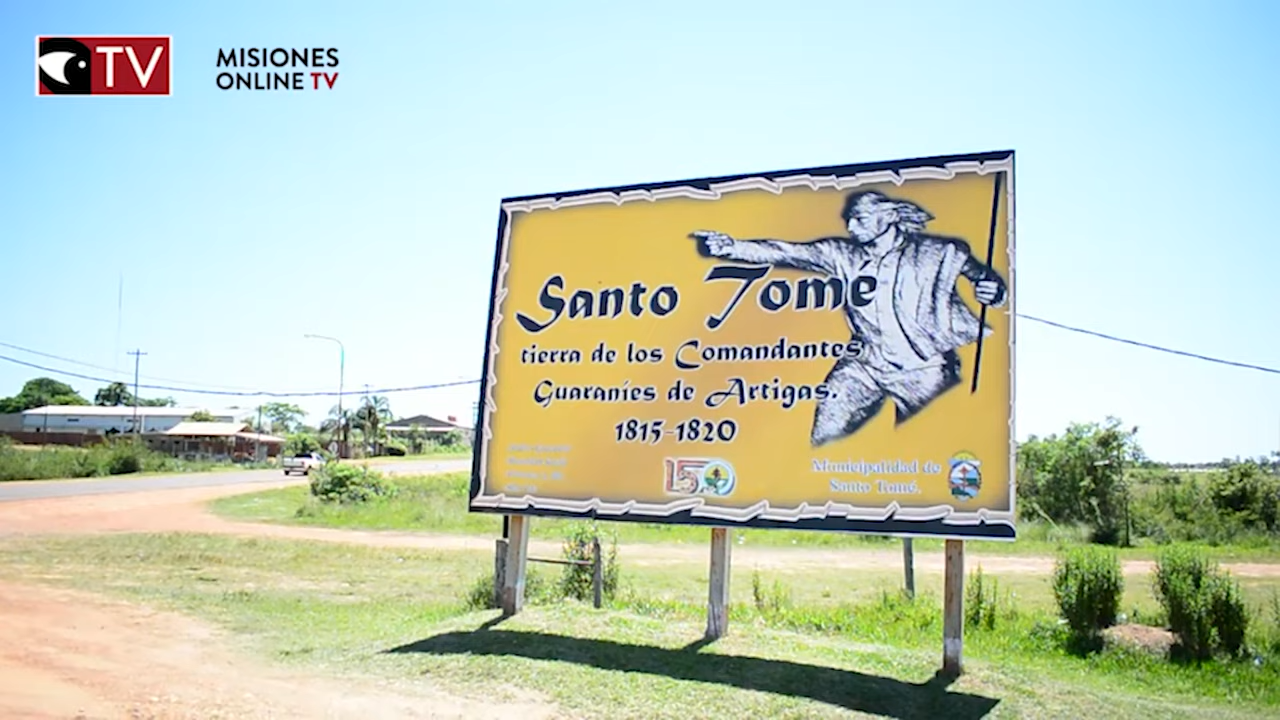 TV
MISIONES
ONLINE TV
Santo Tomé
tierra de los Comandantes
Guaraníes de Artigas.
1815-1820
150
Municipalidad de
Santo Tomé.